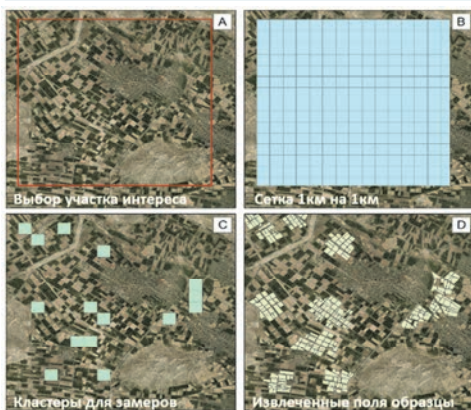 A
Выбор участка интереса
B
Сетка 1км на 1км
C
Кластеры для замеров
D
Извлеченные поля образцы